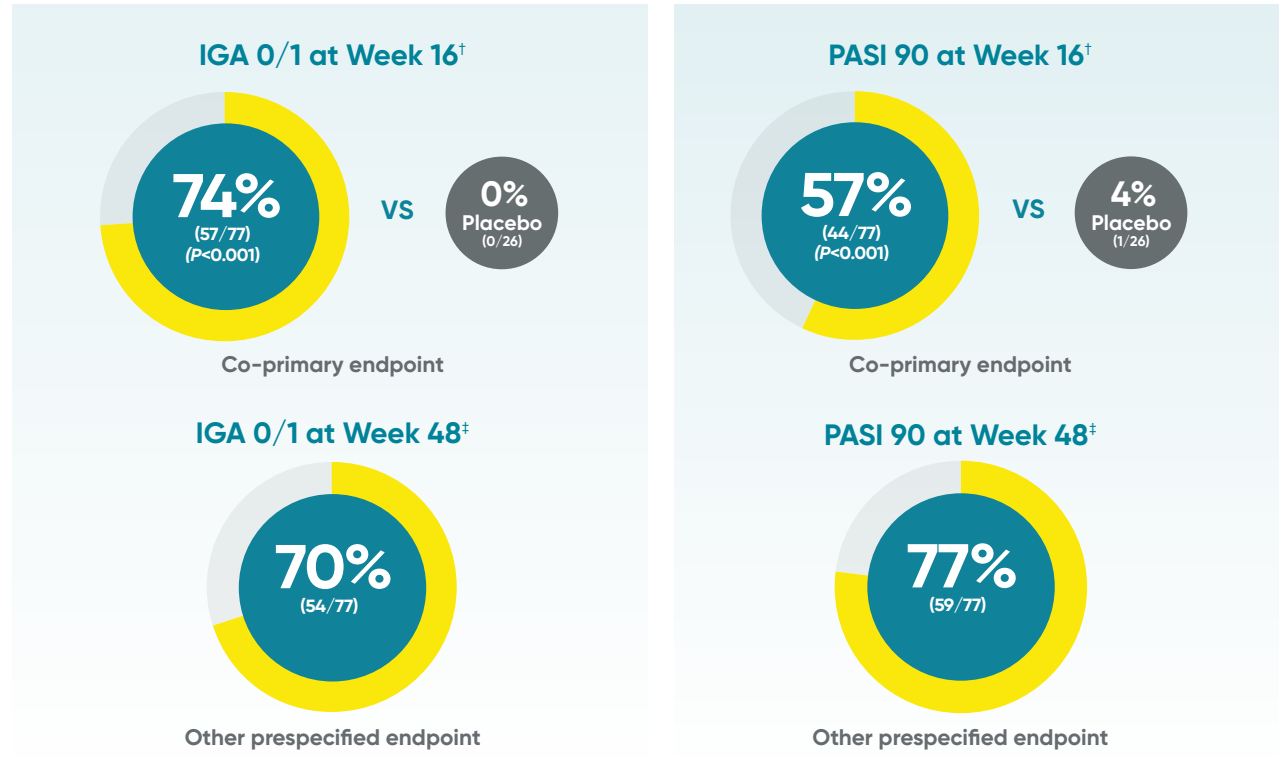 IGA 0/1 at Week 16†
74%
(57/77)
(P<0.001)
VS
0%
Placebo
(0/26)
Co-primary endpoint
IGA 0/1 at Week 48‡
70%
(54/77)
Other prespecified endpoint
PASI 90 at Week 16†
57%
(44/77)
(P<0.001)
VS
4%
Placebo
(1/26)
Co-primary endpoint
PASI 90 at Week 48‡
77%
(59/77)
Other prespecified endpoint